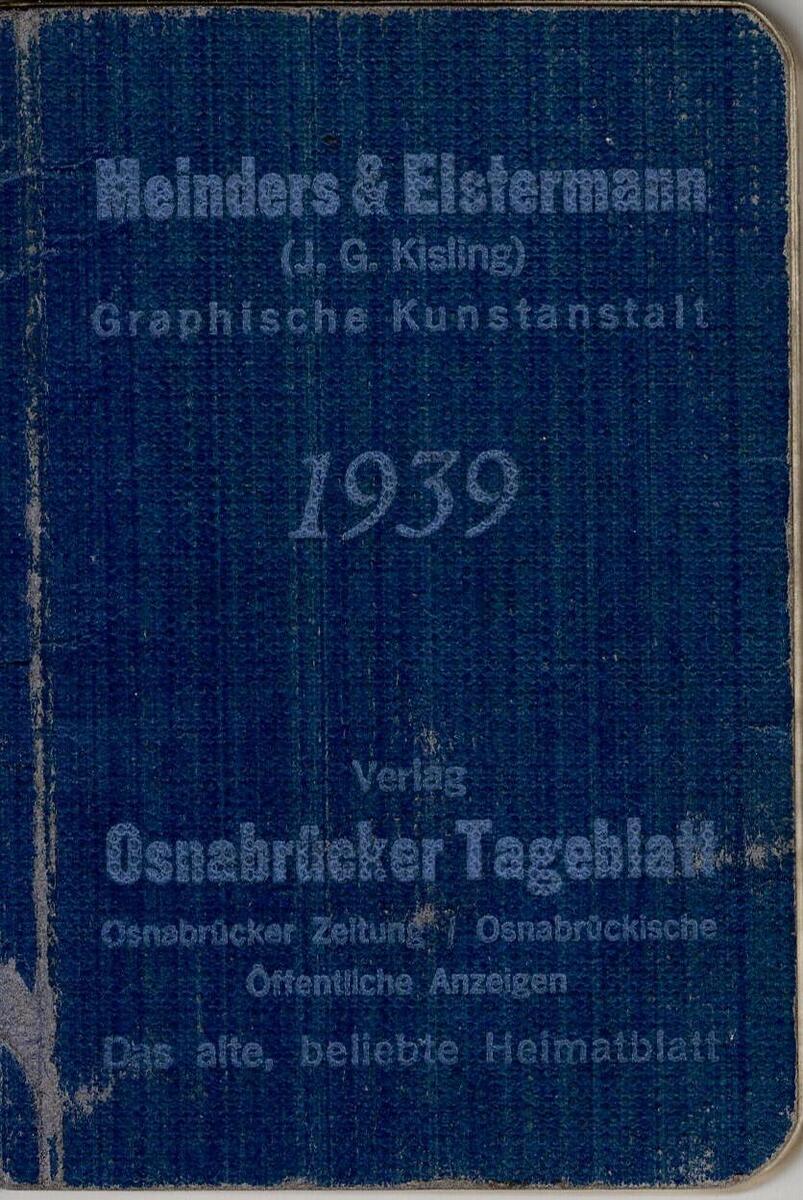 Meinders & Elstermann
(J. G. Kisling)
Graphische Kunstanstalt
1939
Verlag
Osnabrücker Tageblatt
Osnabrücker Zeitung / Osnabrückische
Öffentliche Anzeigen
Das alte, beliebte Heimatblatt